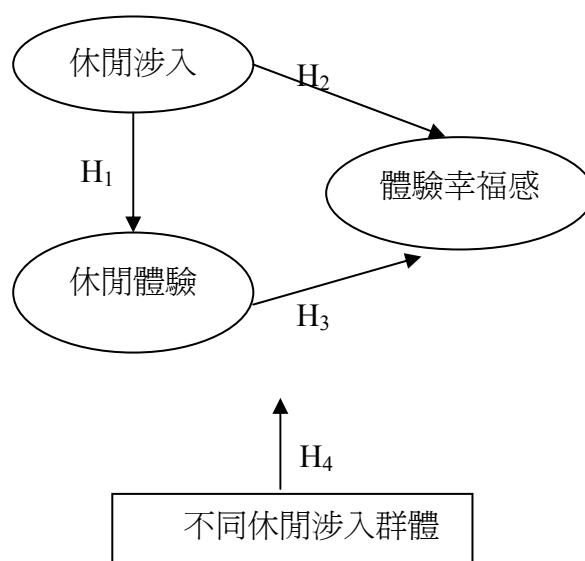 休閒涉入
H₂
H₁
體驗幸福感
休閒體驗
H₃
H₄
不同休閒涉入群體